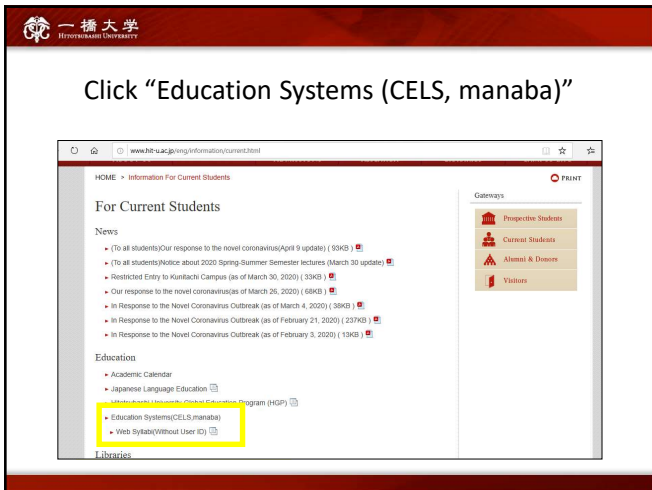 一橋大学
HITOTSUBASHI UNIVERSITY
Click “Education Systems (CELS, manaba)”
www.hit-u.ac.jp/eng/information/current.html
HOME > Information For Current Students
PRINT
For Current Students
News
(To all students)Our response to the novel coronavirus(April 9 update) ( 93KB )
(To all students)Notice about 2020 Spring-Summer Semester lectures (March 30 update)
Restricted Entry to Kunitachi Campus (as of March 30, 2020) ( 33KB )
Our response to the novel coronavirus(as of March 26, 2020) ( 68KB )
In Response to the Novel Coronavirus Outbreak (as of March 4, 2020) ( 38KB )
In Response to the Novel Coronavirus Outbreak (as of February 21, 2020) ( 237KB )
In Response to the Novel Coronavirus Outbreak (as of February 3, 2020) ( 13KB )
Education
Academic Calendar
Japanese Language Education
Hitotsubashi University Global Education Program (HGP)
Education Systems(CELS,manaba)
Web Syllabi(Without User ID)
Libraries
Gateways
Prospective Students
Current Students
Alumni & Donors
Visitors